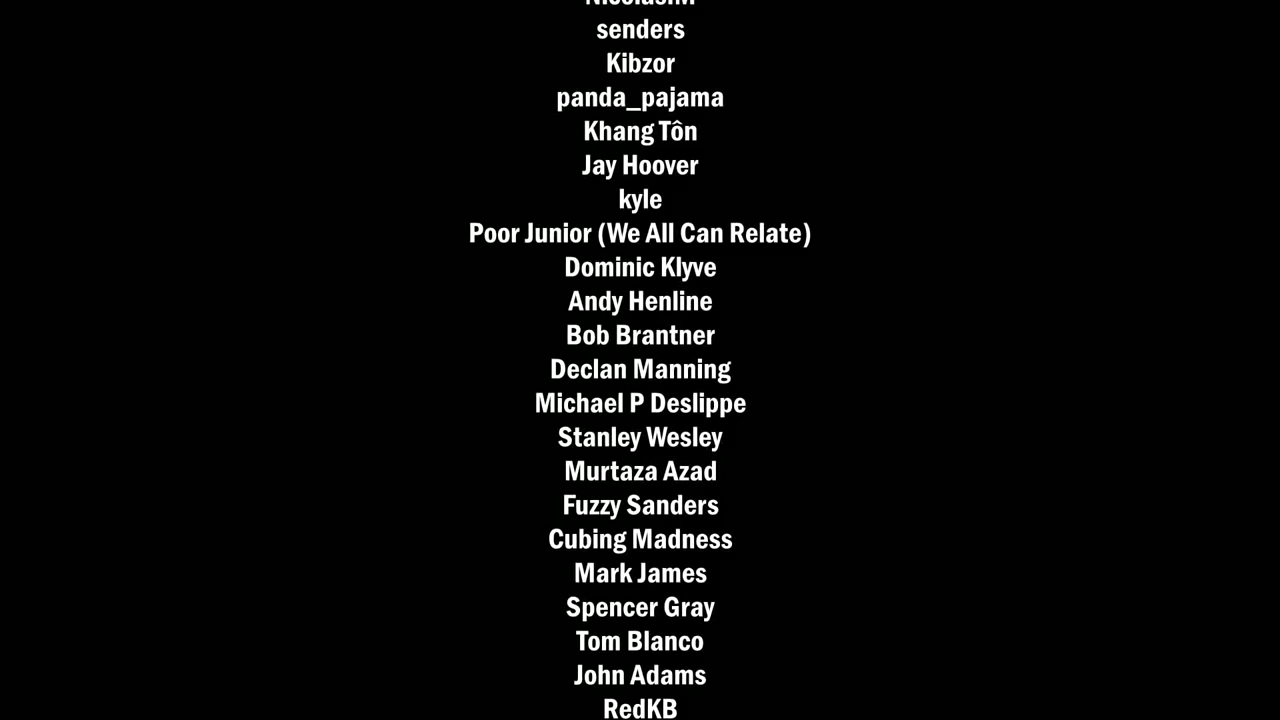 senders
Kibzor
panda_pajama
Khang Tôn
Jay Hoover
kyle
Poor Junior (We All Can Relate)
Dominic Klyve
Andy Henline
Bob Brantner
Declan Manning
Michael P Deslippe
Stanley Wesley
Murtaza Azad
Fuzzy Sanders
Cubing Madness
Mark James
Spencer Gray
Tom Blanco
John Adams
RedKB